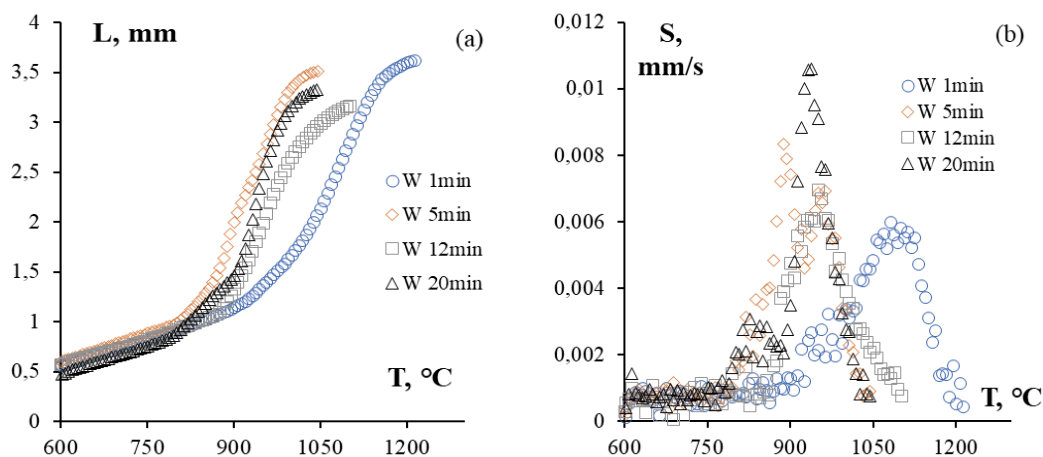 L, mm
(a)
4
3,5
3
2,5
2
1,5
1
0,5
0
W 1min
W 5min
W 12min
W 20min
T, °C
600
750
900
1050
1200
S,
mm/s
(b)
0,012
0,01
0,008
0,006
0,004
0,002
0
W 1min
W 5min
W 12min
W 20min
T, °C
600
750
900
1050
1200